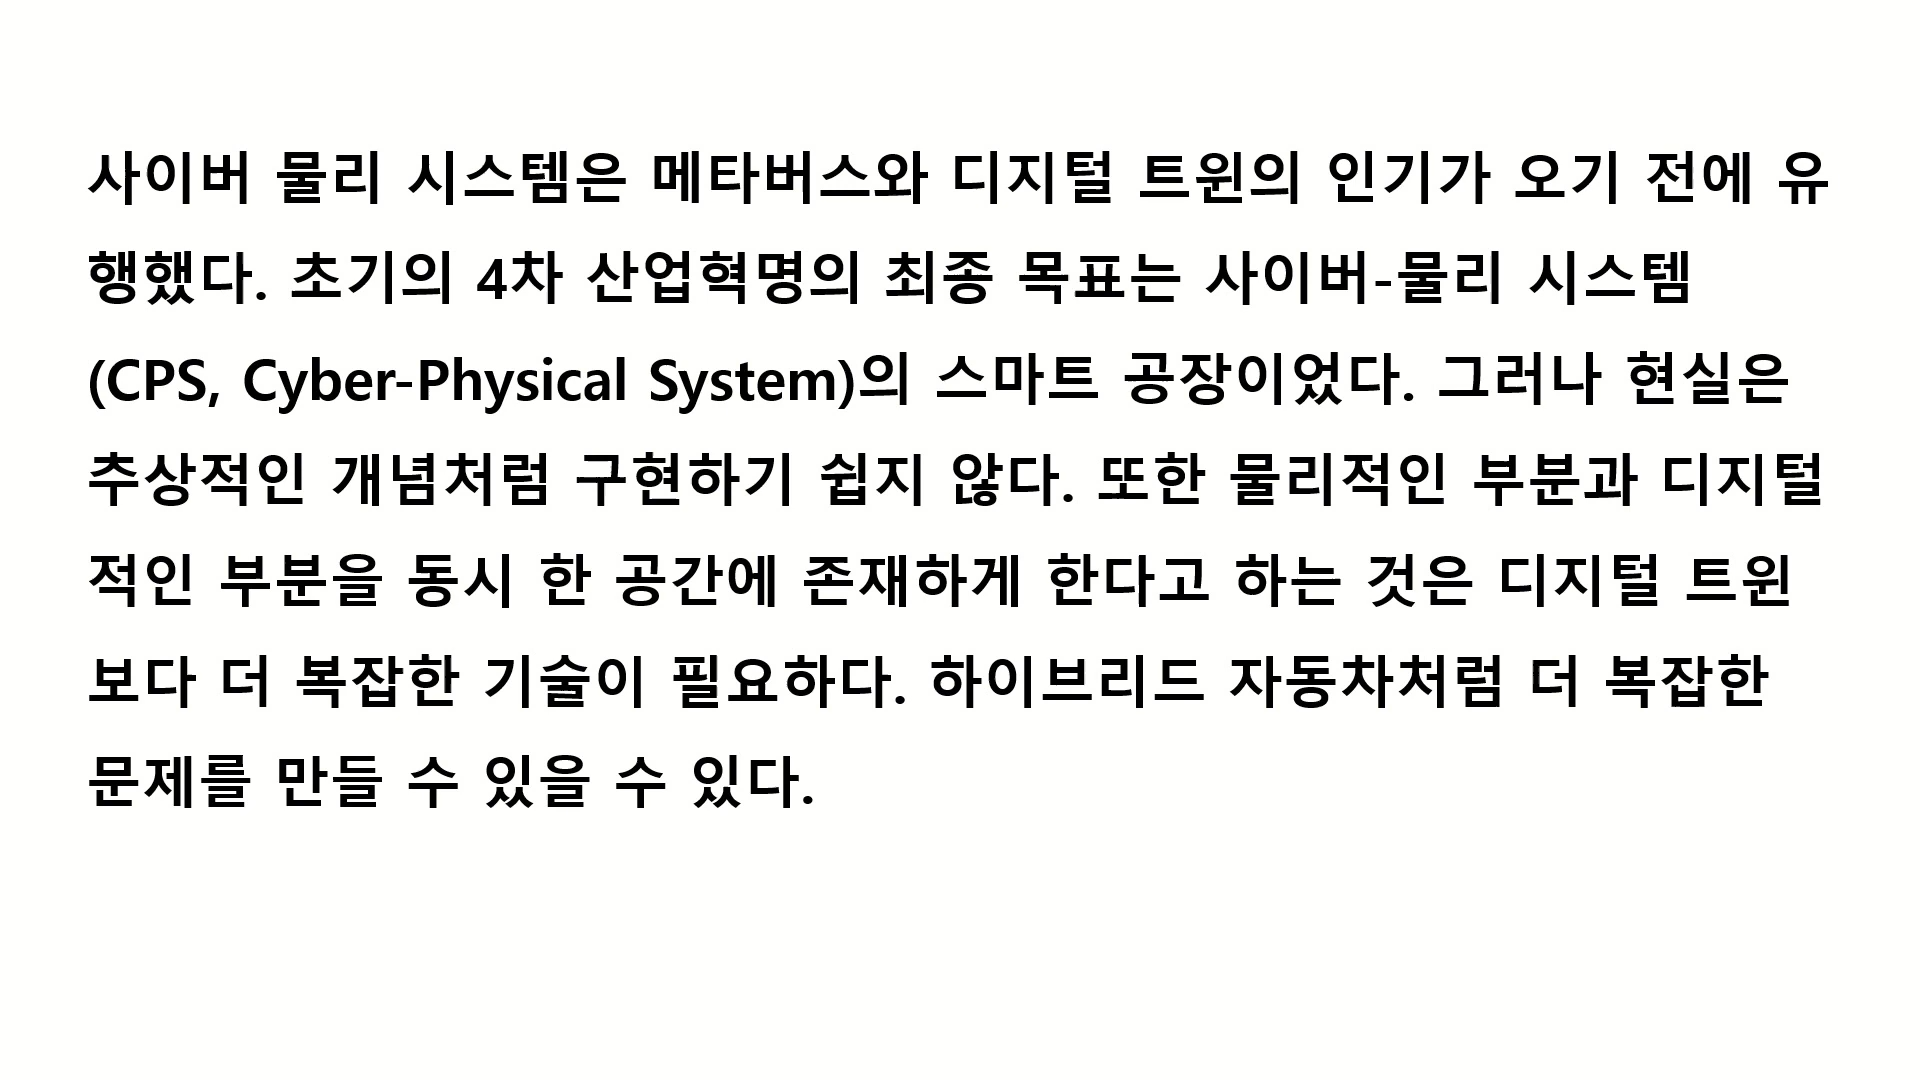 사이버 물리 시스템은 메타버스와 디지털 트윈의 인기가 오기 전에 유
행했다. 초기의 4차 산업혁명의 최종 목표는 사이버-물리 시스템
(CPS, Cyber-Physical System)의 스마트 공장이었다. 그러나 현실은
추상적인 개념처럼 구현하기 쉽지 않다. 또한 물리적인 부분과 디지털
적인 부분을 동시 한 공간에 존재하게 한다고 하는 것은 디지털 트윈
보다 더 복잡한 기술이 필요하다. 하이브리드 자동차처럼 더 복잡한
문제를 만들 수 있을 수 있다.